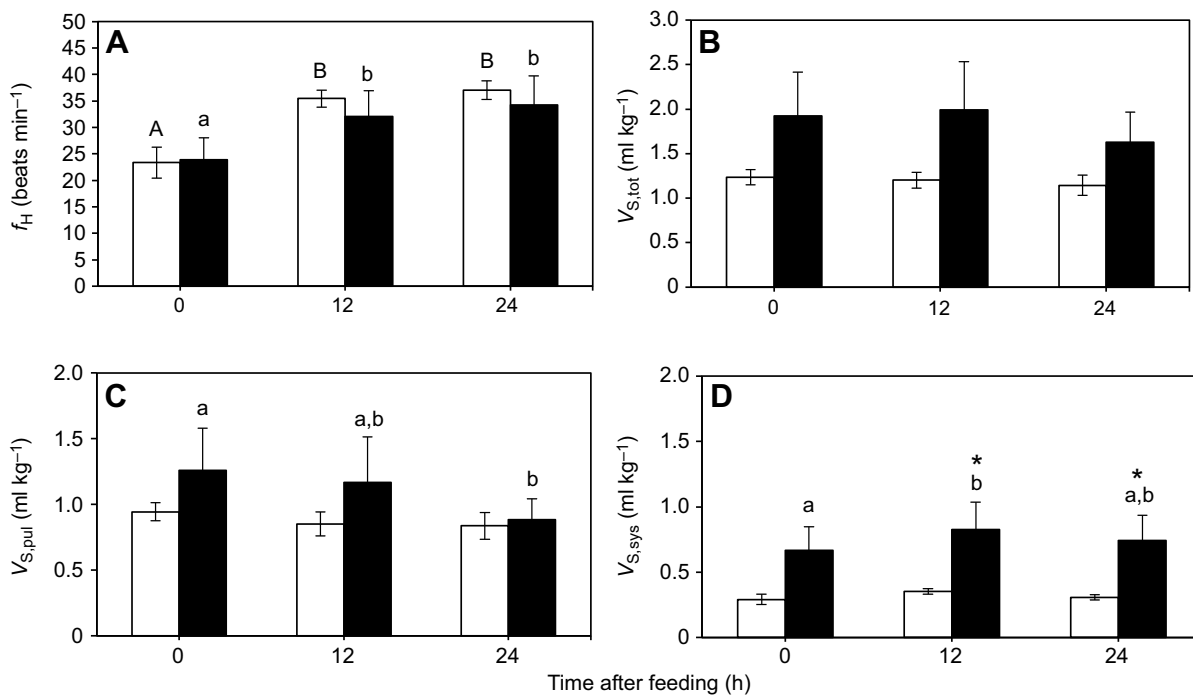 A
50
45
40
35
30
25
20
15
10
5
0
f_H (beats min⁻¹)
A
a
B
b
B
b
0
12
24
B
3.0
2.5
2.0
1.5
1.0
0.5
0
V_S,tot (ml kg⁻¹)
0
12
24
C
2.0
1.5
1.0
0.5
0
V_S,pul (ml kg⁻¹)
a
a,b
b
0
12
24
D
2.0
1.5
1.0
0.5
0
V_S,sys (ml kg⁻¹)
a
*
b
*
a,b
0
12
24
Time after feeding (h)